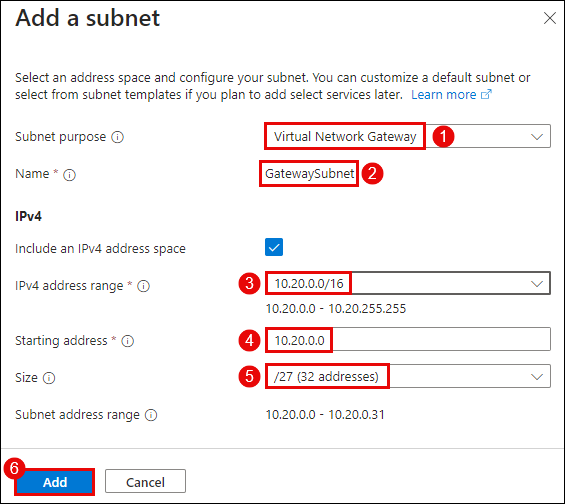 Add a subnet
Select an address space and configure your subnet. You can customize a default subnet or
select from subnet templates if you plan to add select services later. Learn more
Subnet purpose Virtual Network Gateway 1
Name * GatewaySubnet 2
IPv4
Include an IPv4 address space
IPv4 address range * 3 10.20.0.0/16
10.20.0.0 - 10.20.255.255
Starting address * 4 10.20.0.0
Size 5 /27 (32 addresses)
Subnet address range 10.20.0.0 - 10.20.0.31
6 Add Cancel